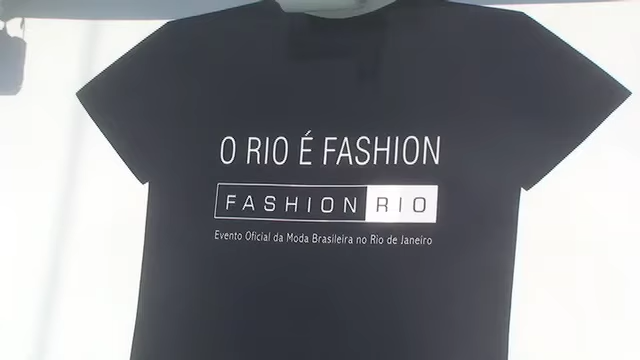 O RIO É FASHION
FASHION RIO
Evento Oficial da Moda Brasileira no Rio de Janeiro